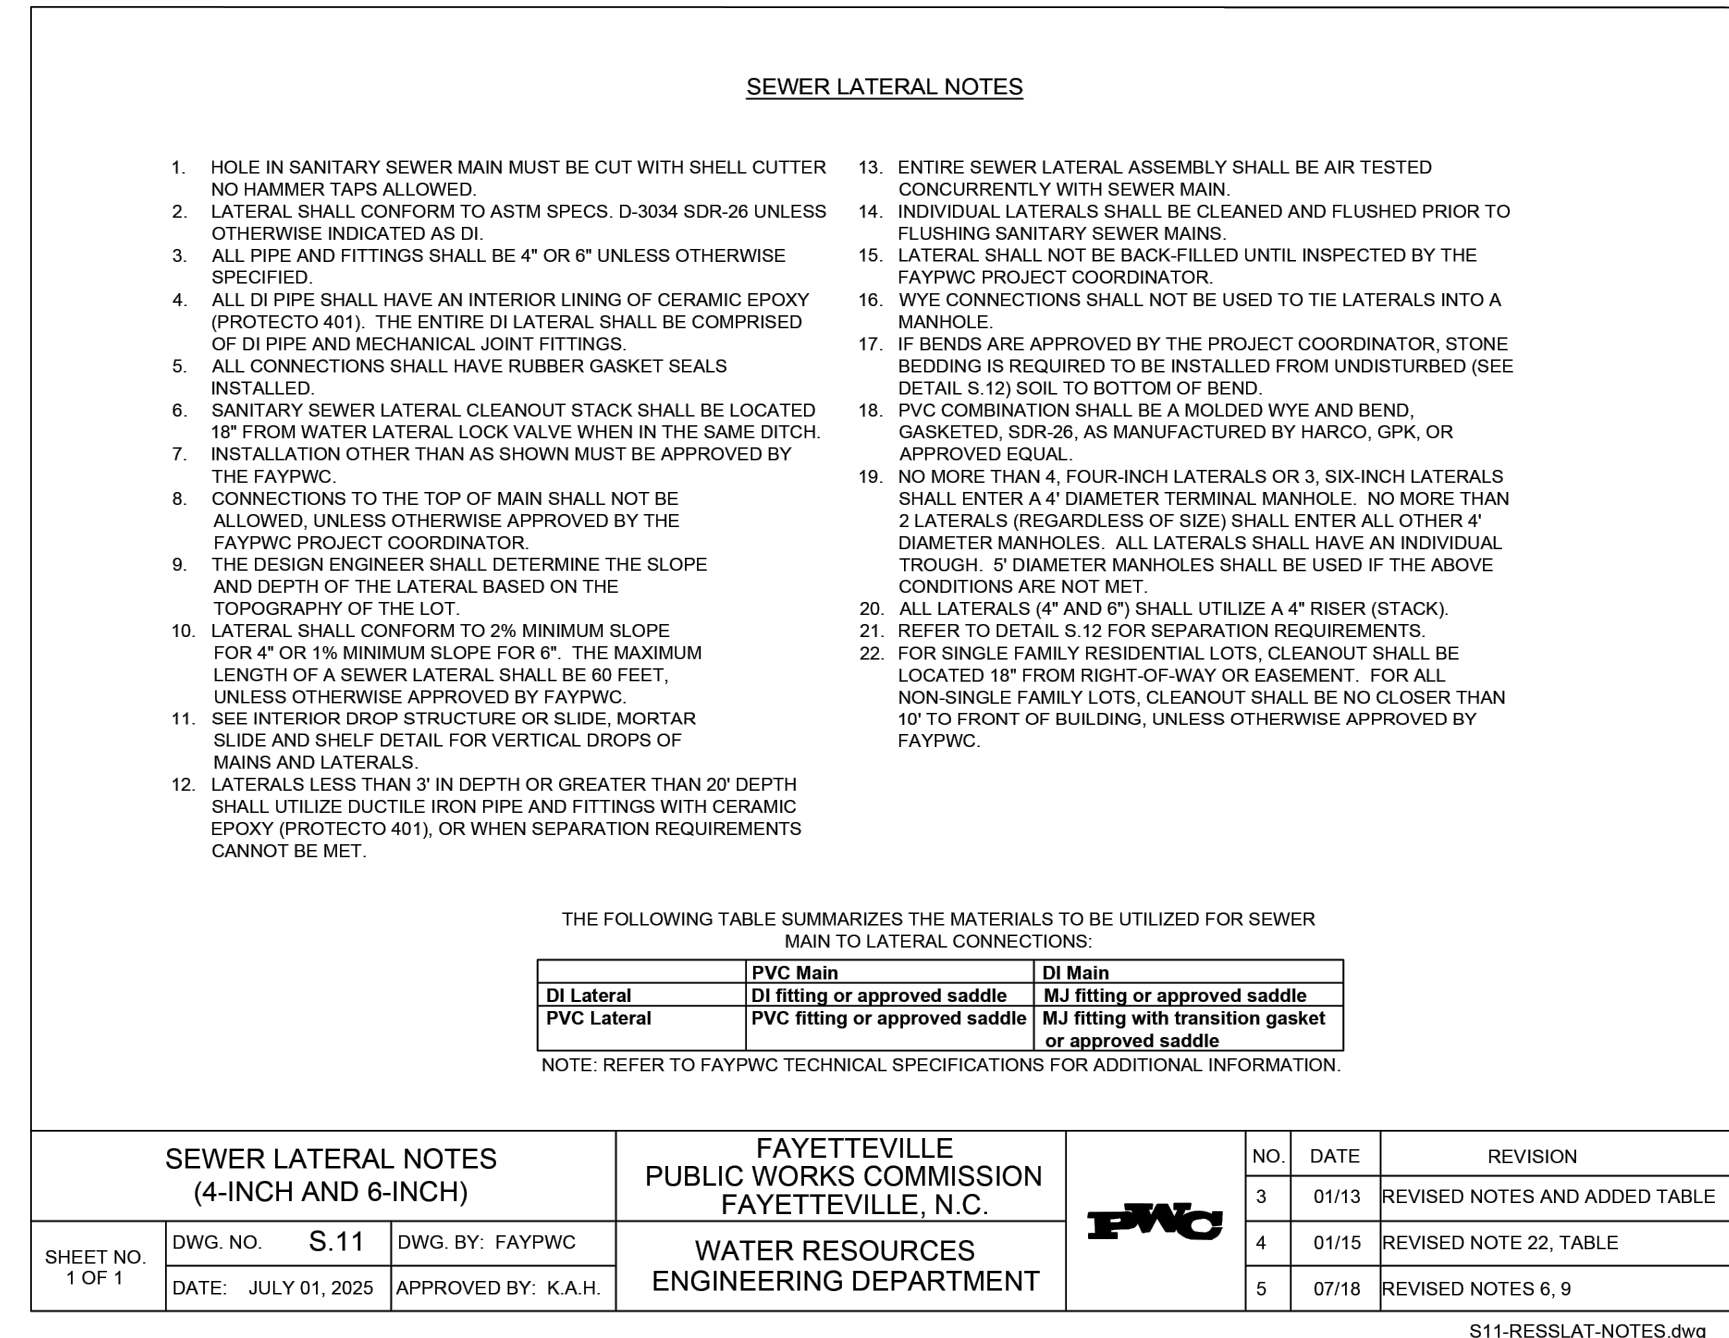 SEWER LATERAL NOTES
1. HOLE IN SANITARY SEWER MAIN MUST BE CUT WITH SHELL CUTTER
NO HAMMER TAPS ALLOWED.
2. LATERAL SHALL CONFORM TO ASTM SPECS. D-3034 SDR-26 UNLESS
OTHERWISE INDICATED AS DI.
3. ALL PIPE AND FITTINGS SHALL BE 4" OR 6" UNLESS OTHERWISE
SPECIFIED.
4. ALL DI PIPE SHALL HAVE AN INTERIOR LINING OF CERAMIC EPOXY
(PROTECTO 401). THE ENTIRE DI LATERAL SHALL BE COMPRISED
OF DI PIPE AND MECHANICAL JOINT FITTINGS.
5. ALL CONNECTIONS SHALL HAVE RUBBER GASKET SEALS
INSTALLED.
6. SANITARY SEWER LATERAL CLEANOUT STACK SHALL BE LOCATED
18" FROM WATER LATERAL LOCK VALVE WHEN IN THE SAME DITCH.
7. INSTALLATION OTHER THAN AS SHOWN MUST BE APPROVED BY
THE FAYPWC.
8. CONNECTIONS TO THE TOP OF MAIN SHALL NOT BE
ALLOWED, UNLESS OTHERWISE APPROVED BY THE
FAYPWC PROJECT COORDINATOR.
9. THE DESIGN ENGINEER SHALL DETERMINE THE SLOPE
AND DEPTH OF THE LATERAL BASED ON THE
TOPOGRAPHY OF THE LOT.
10. LATERAL SHALL CONFORM TO 2% MINIMUM SLOPE
FOR 4" OR 1% MINIMUM SLOPE FOR 6". THE MAXIMUM
LENGTH OF A SEWER LATERAL SHALL BE 60 FEET,
UNLESS OTHERWISE APPROVED BY FAYPWC.
11. SEE INTERIOR DROP STRUCTURE OR SLIDE, MORTAR
SLIDE AND SHELF DETAIL FOR VERTICAL DROPS OF
MAINS AND LATERALS.
12. LATERALS LESS THAN 3' IN DEPTH OR GREATER THAN 20' DEPTH
SHALL UTILIZE DUCTILE IRON PIPE AND FITTINGS WITH CERAMIC
EPOXY (PROTECTO 401), OR WHEN SEPARATION REQUIREMENTS
CANNOT BE MET.
13. ENTIRE SEWER LATERAL ASSEMBLY SHALL BE AIR TESTED
CONCURRENTLY WITH SEWER MAIN.
14. INDIVIDUAL LATERALS SHALL BE CLEANED AND FLUSHED PRIOR TO
FLUSHING SANITARY SEWER MAINS.
15. LATERAL SHALL NOT BE BACK-FILLED UNTIL INSPECTED BY THE
FAYPWC PROJECT COORDINATOR.
16. WYE CONNECTIONS SHALL NOT BE USED TO TIE LATERALS INTO A
MANHOLE.
17. IF BENDS ARE APPROVED BY THE PROJECT COORDINATOR, STONE
BEDDING IS REQUIRED TO BE INSTALLED FROM UNDISTURBED (SEE
DETAIL S.12) SOIL TO BOTTOM OF BEND.
18. PVC COMBINATION SHALL BE A MOLDED WYE AND BEND,
GASKETED, SDR-26, AS MANUFACTURED BY HARCO, GPK, OR
APPROVED EQUAL.
19. NO MORE THAN 4, FOUR-INCH LATERALS OR 3, SIX-INCH LATERALS
SHALL ENTER A 4' DIAMETER TERMINAL MANHOLE. NO MORE THAN
2 LATERALS (REGARDLESS OF SIZE) SHALL ENTER ALL OTHER 4'
DIAMETER MANHOLES. ALL LATERALS SHALL HAVE AN INDIVIDUAL
TROUGH. 5' DIAMETER MANHOLES SHALL BE USED IF THE ABOVE
CONDITIONS ARE NOT MET.
20. ALL LATERALS (4" AND 6") SHALL UTILIZE A 4" RISER (STACK).
21. REFER TO DETAIL S.12 FOR SEPARATION REQUIREMENTS.
22. FOR SINGLE FAMILY RESIDENTIAL LOTS, CLEANOUT SHALL BE
LOCATED 18" FROM RIGHT-OF-WAY OR EASEMENT. FOR ALL
NON-SINGLE FAMILY LOTS, CLEANOUT SHALL BE NO CLOSER THAN
10' TO FRONT OF BUILDING, UNLESS OTHERWISE APPROVED BY
FAYPWC.
THE FOLLOWING TABLE SUMMARIZES THE MATERIALS TO BE UTILIZED FOR SEWER
MAIN TO LATERAL CONNECTIONS:
PVC Main DI Main
DI Lateral DI fitting or approved saddle MJ fitting or approved saddle
PVC Lateral PVC fitting or approved saddle MJ fitting with transition gasket
or approved saddle
NOTE: REFER TO FAYPWC TECHNICAL SPECIFICATIONS FOR ADDITIONAL INFORMATION.
SEWER LATERAL NOTES
(4-INCH AND 6-INCH)
SHEET NO.
1 OF 1
DWG. NO. S.11
DWG. BY: FAYPWC
DATE: JULY 01, 2025
APPROVED BY: K.A.H.
FAYETTEVILLE
PUBLIC WORKS COMMISSION
FAYETTEVILLE, N.C.
WATER RESOURCES
ENGINEERING DEPARTMENT
PWC
NO. DATE REVISION
3 01/13 REVISED NOTES AND ADDED TABLE
4 01/15 REVISED NOTE 22, TABLE
5 07/18 REVISED NOTES 6, 9
S11-RESSLAT-NOTES.dwg